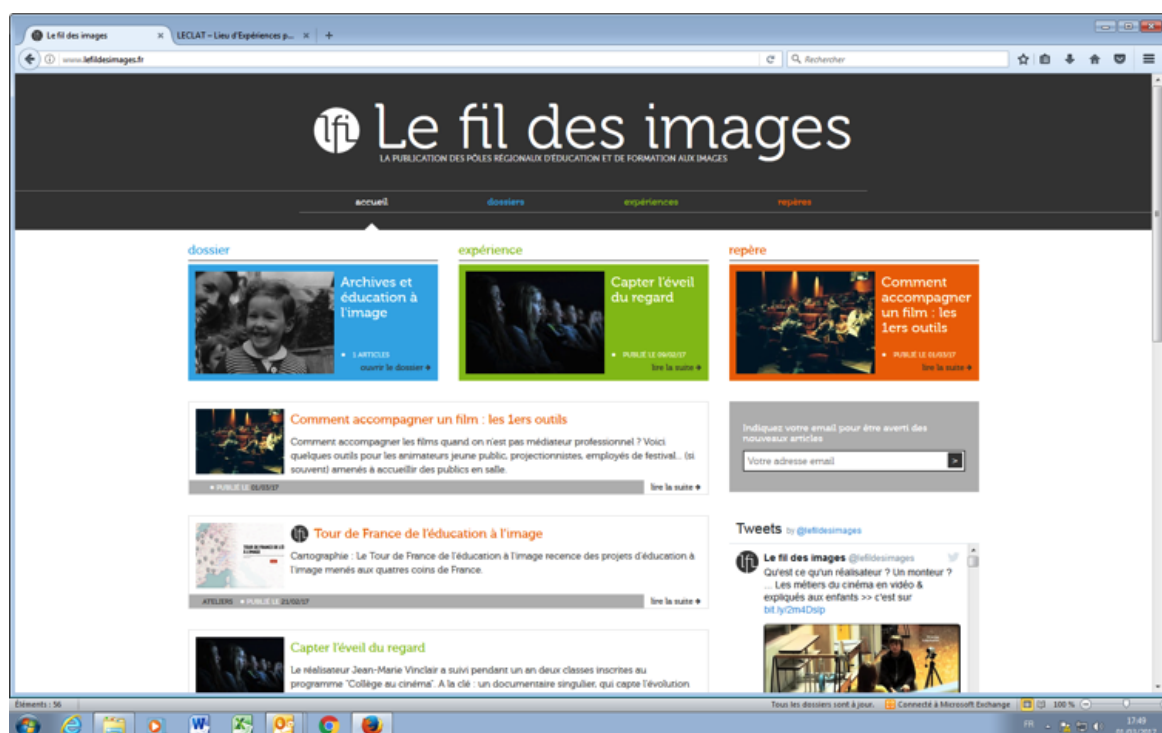 Le fil des images
LECLAT – Lieu d'Expériences p...
www.lefildesimages.fr
Rechercher
lfi Le fil des images
LA PUBLICATION DES PÔLES RÉGIONAUX D'ÉDUCATION ET DE FORMATION AUX IMAGES
accueil
dossiers
expériences
repères
dossier
Archives et
éducation à
l'image
1 ARTICLES
ouvrir le dossier
expérience
Capter l'éveil
du regard
PUBLIÉ LE 09/02/17
lire la suite
repère
Comment
accompagner
un film : les
1ers outils
PUBLIÉ LE 01/03/17
lire la suite
Comment accompagner un film : les 1ers outils
Comment accompagner les films quand on n'est pas médiateur professionnel ? Voici
quelques outils pour les animateurs jeune public, projectionnistes, employés de festival... (si
souvent) amenés à accueillir des publics en salle.
PUBLIÉ LE 01/03/17
lire la suite
Tour de France de l'éducation à l'image
Cartographie : Le Tour de France de l'éducation à l'image recence des projets d'éducation à
l'image menés aux quatres coins de France.
ATELIERS PUBLIÉ LE 21/02/17
lire la suite
Capter l'éveil du regard
Le réalisateur Jean-Marie Vinclair a suivi pendant un an deux classes inscrites au
programme "Collège au cinéma". A la clé : un documentaire singulier, qui capte l'évolution
Indiquez votre email pour être averti des
nouveaux articles
Votre adresse email
>
Tweets by @lefildesimages
Le fil des images @lefildesimages
Qu'est ce qu'un réalisateur ? Un monteur ?
... Les métiers du cinéma en vidéo &
expliqués aux enfants >> c'est sur
bit.ly/2m4Dsip
Éléments : 56
Tous les dossiers sont à jour.
Connecté à Microsoft Exchange
100 %
FR
17:49
01/03/2017